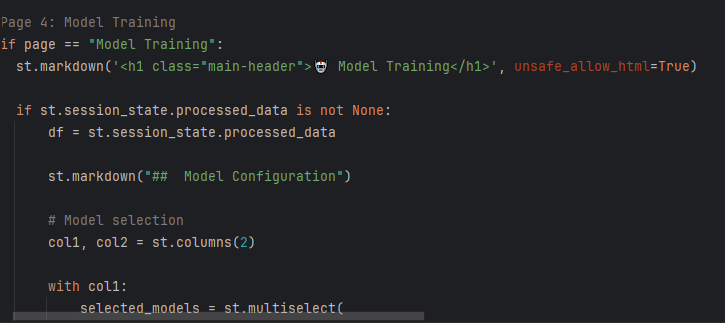 Page 4: Model Training
if page == "Model Training":
  st.markdown('<h1 class="main-header">🤖 Model Training</h1>', unsafe_allow_html=True)
  if st.session_state.processed_data is not None:
      df = st.session_state.processed_data
      st.markdown("##  Model Configuration")
      # Model selection
      col1, col2 = st.columns(2)
      with col1:
          selected_models = st.multiselect(